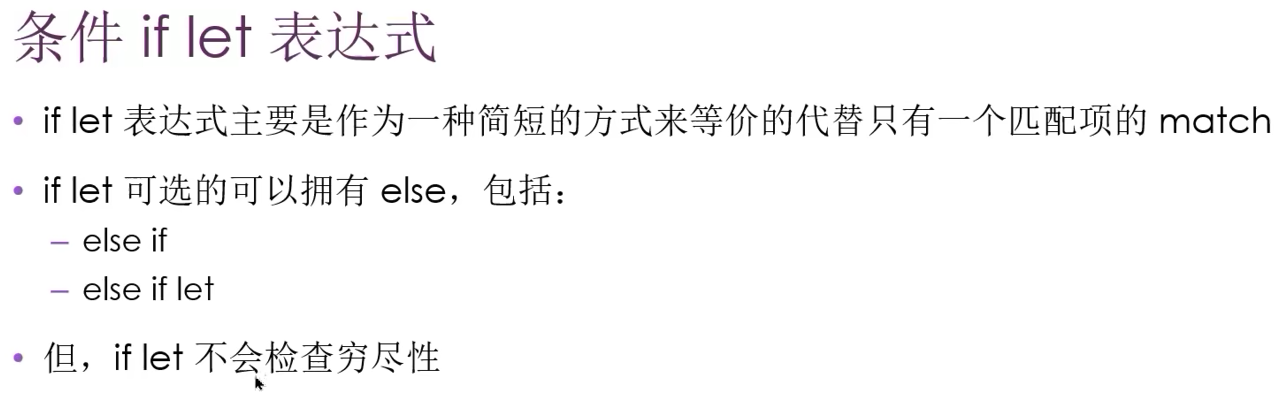 条件 if let 表达式
• if let 表达式主要是作为一种简短的方式来等价的代替只有一个匹配项的 match
• if let 可选的可以拥有 else，包括：
– else if
– else if let
• 但，if let 不会检查穷尽性